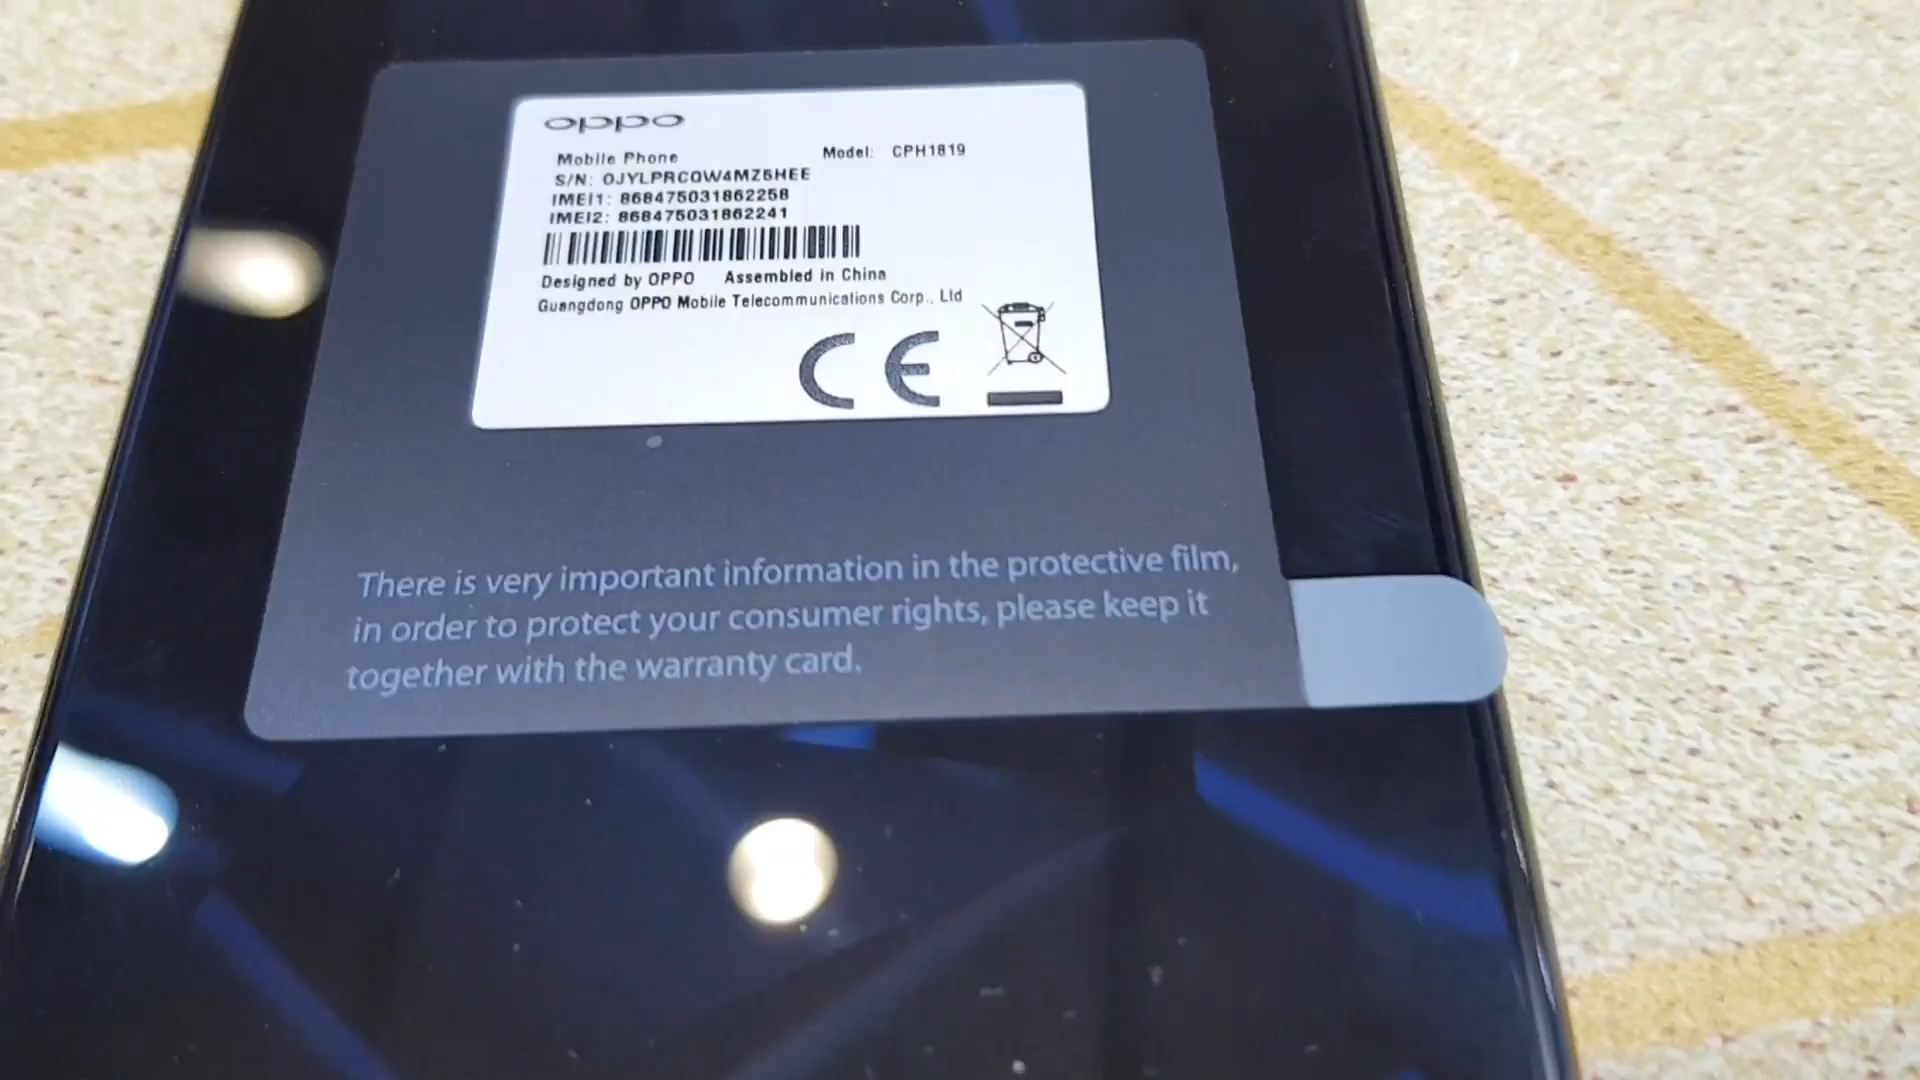 oppo
Mobile Phone Model: CPH1819
S/N: OJYLPRCQW4MZ5HEE
IMEI1: 868475031862258
IMEI2: 868475031862241
Designed by OPPO Assembled in China
Guangdong OPPO Mobile Telecommunications Corp., Ltd
CE
There is very important information in the protective film,
in order to protect your consumer rights, please keep it
together with the warranty card.